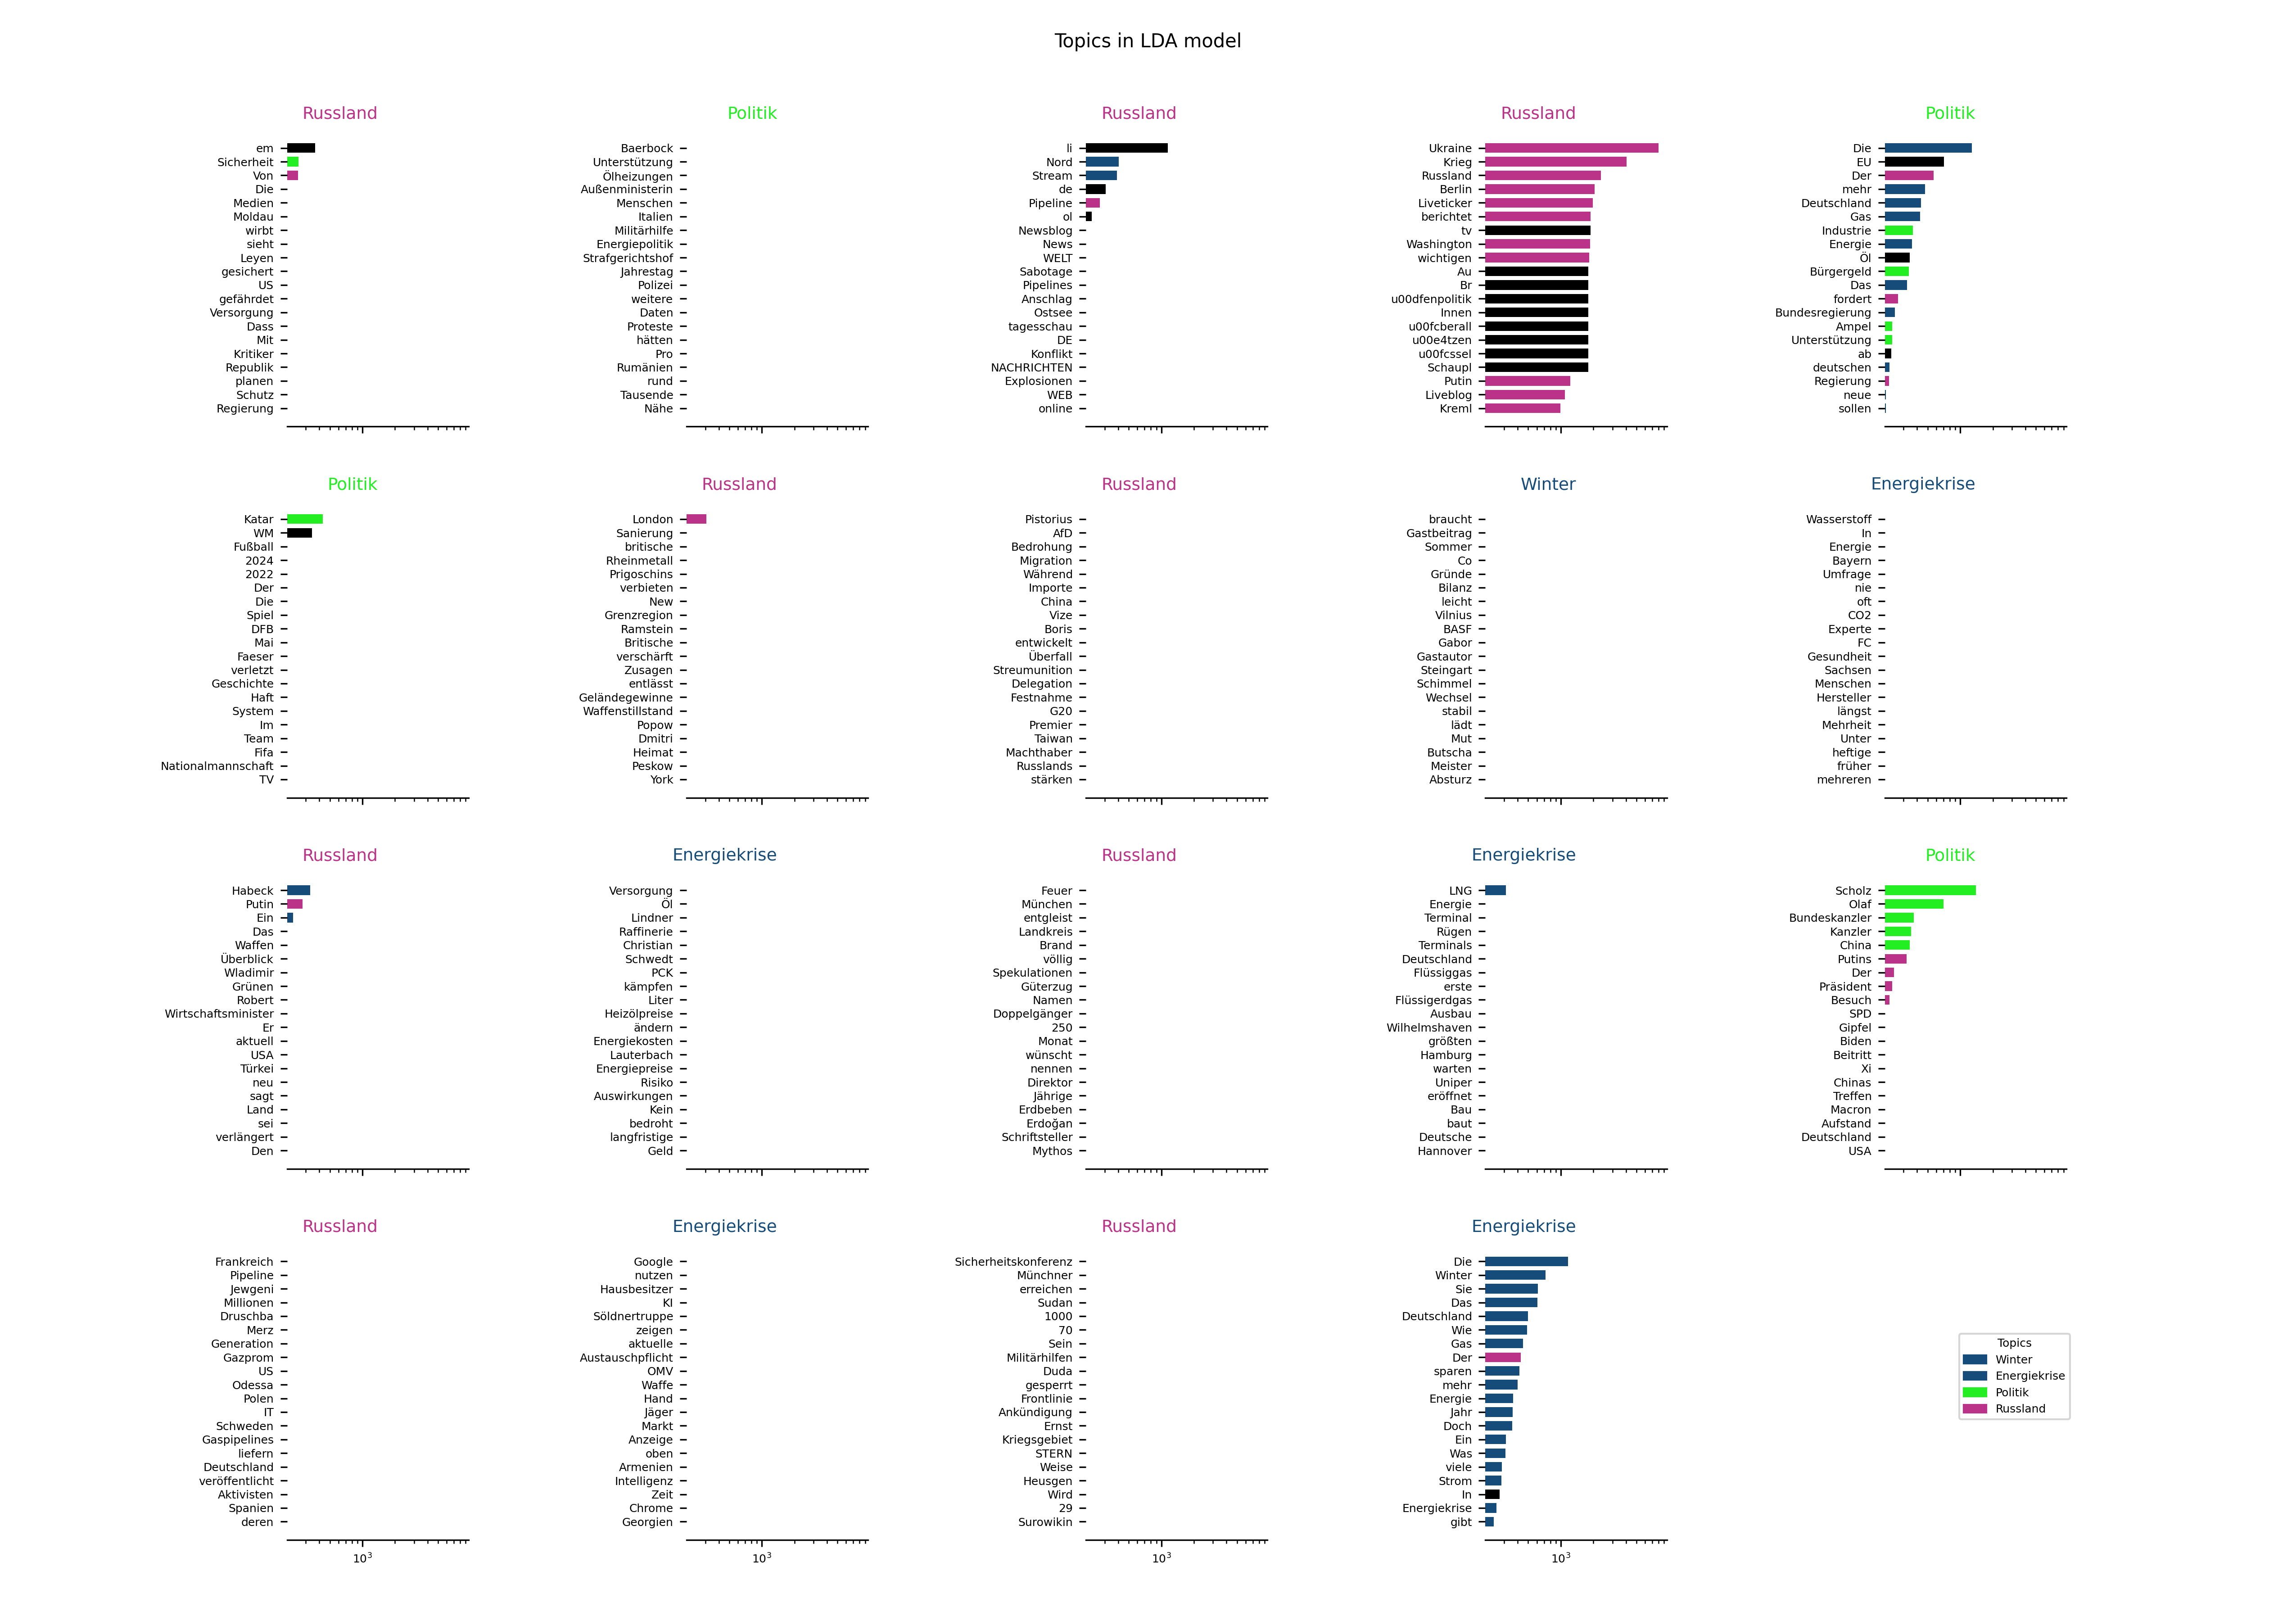 Topics in LDA model
Russland
em
Sicherheit
Von
Die
Medien
Moldau
wirbt
sieht
Leyen
gesichert
US
gefährdet
Versorgung
Dass
Mit
Kritiker
Republik
planen
Schutz
Regierung
Politik
Baerbock
Unterstützung
Ölheizungen
Außenministerin
Menschen
Italien
Militärhilfe
Energiepolitik
Strafgerichtshof
Jahrestag
Polizei
weitere
Daten
Proteste
hätten
Pro
Rumänien
rund
Tausende
Nähe
Russland
li
Nord
Stream
de
Pipeline
ol
Newsblog
News
WELT
Sabotage
Pipelines
Anschlag
Ostsee
tagesschau
DE
Konflikt
NACHRICHTEN
Explosionen
WEB
online
Russland
Ukraine
Krieg
Russland
Berlin
Liveticker
berichtet
tv
Washington
wichtigen
Au
Br
u00dfenpolitik
Innen
u00fcberall
u00e4tzen
u00fcssel
Schaupl
Putin
Liveblog
Kreml
Politik
Die
EU
Der
mehr
Deutschland
Gas
Industrie
Energie
Öl
Bürgergeld
Das
fordert
Bundesregierung
Ampel
Unterstützung
ab
deutschen
Regierung
neue
sollen
Politik
Katar
WM
Fußball
2024
2022
Der
Die
Spiel
DFB
Mai
Faeser
verletzt
Geschichte
Haft
System
Im
Team
Fifa
Nationalmannschaft
TV
Russland
London
Sanierung
britische
Rheinmetall
Prigoschins
verbieten
New
Grenzregion
Ramstein
Britische
verschärft
Zusagen
entlässt
Geländegewinne
Waffenstillstand
Popow
Dmitri
Heimat
Peskow
York
Russland
Pistorius
AfD
Bedrohung
Migration
Während
Importe
China
Vize
Boris
entwickelt
Überfall
Streumunition
Delegation
Festnahme
G20
Premier
Taiwan
Machthaber
Russlands
stärken
Winter
braucht
Gastbeitrag
Sommer
Co
Gründe
Bilanz
leicht
Vilnius
BASF
Gabor
Gastautor
Steingart
Schimmel
Wechsel
stabil
lädt
Mut
Butscha
Meister
Absturz
Energiekrise
Wasserstoff
In
Energie
Bayern
Umfrage
nie
oft
CO2
Experte
FC
Gesundheit
Sachsen
Menschen
Hersteller
längst
Mehrheit
Unter
heftige
früher
mehreren
Russland
Habeck
Putin
Ein
Das
Waffen
Überblick
Wladimir
Grünen
Robert
Wirtschaftsminister
Er
aktuell
USA
Türkei
neu
sagt
Land
sei
verlängert
Den
Energiekrise
Versorgung
Öl
Lindner
Raffinerie
Christian
Schwedt
PCK
kämpfen
Liter
Heizölpreise
ändern
Energiekosten
Lauterbach
Energiepreise
Risiko
Auswirkungen
Kein
bedroht
langfristige
Geld
Russland
Feuer
München
entgleist
Landkreis
Brand
völlig
Spekulationen
Güterzug
Namen
Doppelgänger
250
Monat
wünscht
nennen
Direktor
Jährige
Erdbeben
Erdoğan
Schriftsteller
Mythos
Energiekrise
LNG
Energie
Terminal
Rügen
Terminals
Deutschland
Flüssiggas
erste
Flüssigerdgas
Ausbau
Wilhelmshaven
größten
Hamburg
warten
Uniper
eröffnet
Bau
baut
Deutsche
Hannover
Politik
Scholz
Olaf
Bundeskanzler
Kanzler
China
Putins
Der
Präsident
Besuch
SPD
Gipfel
Biden
Beitritt
Xi
Chinas
Treffen
Macron
Aufstand
Deutschland
USA
Russland
Frankreich
Pipeline
Jewgeni
Millionen
Druschba
Merz
Generation
Gazprom
US
Odessa
Polen
IT
Schweden
Gaspipelines
liefern
Deutschland
veröffentlicht
Aktivisten
Spanien
deren
10³
Energiekrise
Google
nutzen
Hausbesitzer
KI
Söldnertruppe
zeigen
aktuelle
Austauschpflicht
OMV
Waffe
Hand
Jäger
Markt
Anzeige
oben
Armenien
Intelligenz
Zeit
Chrome
Georgien
10³
Russland
Sicherheitskonferenz
Münchner
erreichen
Sudan
1000
70
Sein
Militärhilfen
Duda
gesperrt
Frontlinie
Ankündigung
Ernst
Kriegsgebiet
STERN
Weise
Heusgen
Wird
29
Surowikin
10³
Energiekrise
Die
Winter
Sie
Das
Deutschland
Wie
Gas
Der
sparen
mehr
Energie
Jahr
Doch
Ein
Was
viele
Strom
In
Energiekrise
gibt
10³
Topics
Winter
Energiekrise
Politik
Russland